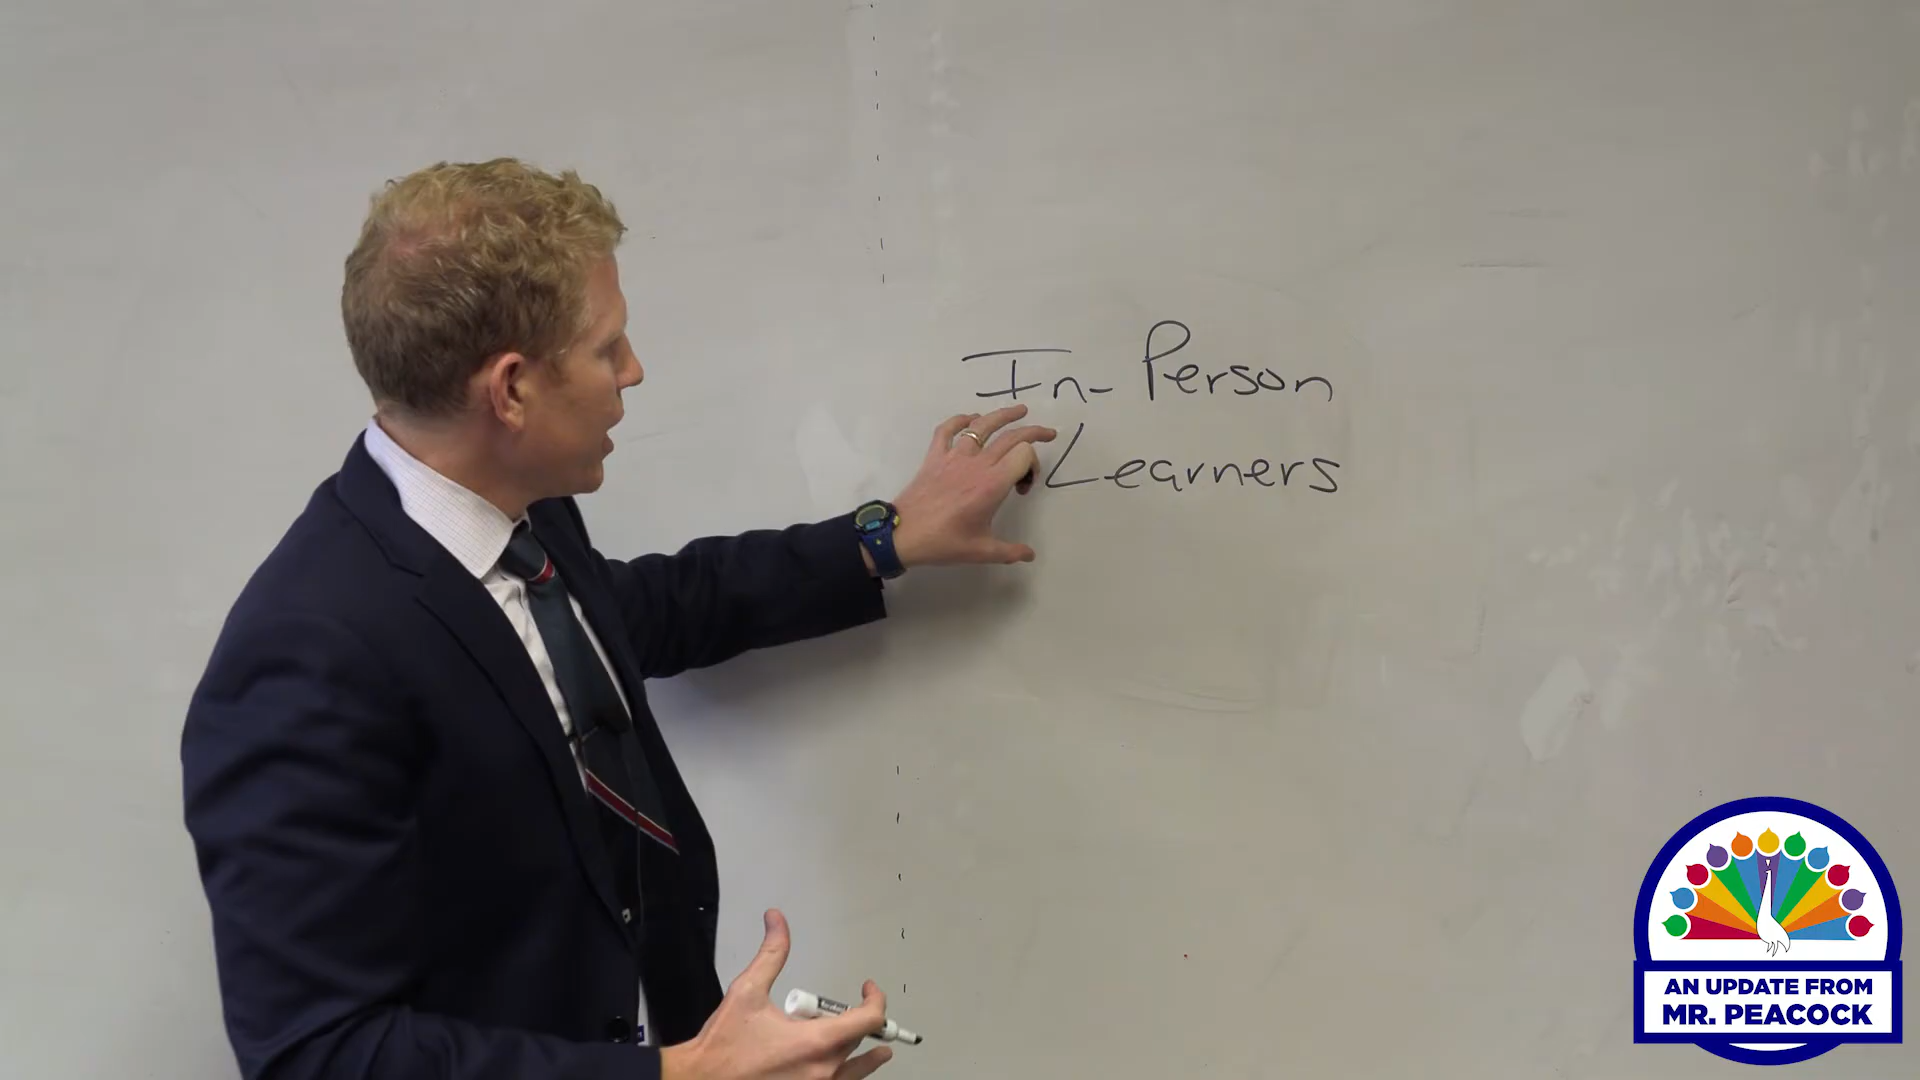 In-Person
Learners
AN UPDATE FROM
MR. PEACOCK